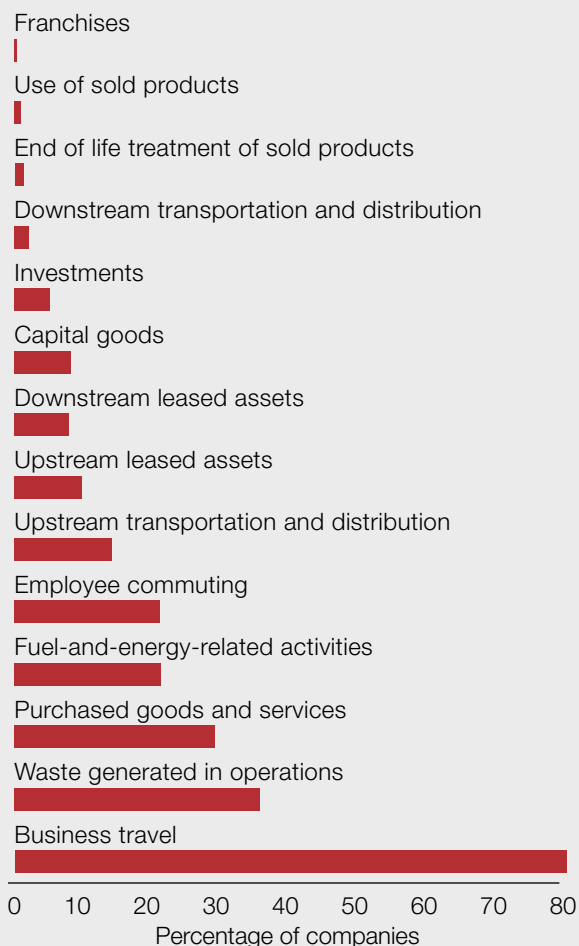 Franchises
Use of sold products
End of life treatment of sold products
Downstream transportation and distribution
Investments
Capital goods
Downstream leased assets
Upstream leased assets
Upstream transportation and distribution
Employee commuting
Fuel-and-energy-related activities
Purchased goods and services
Waste generated in operations
Business travel
0 10 20 30 40 50 60 70 80
Percentage of companies